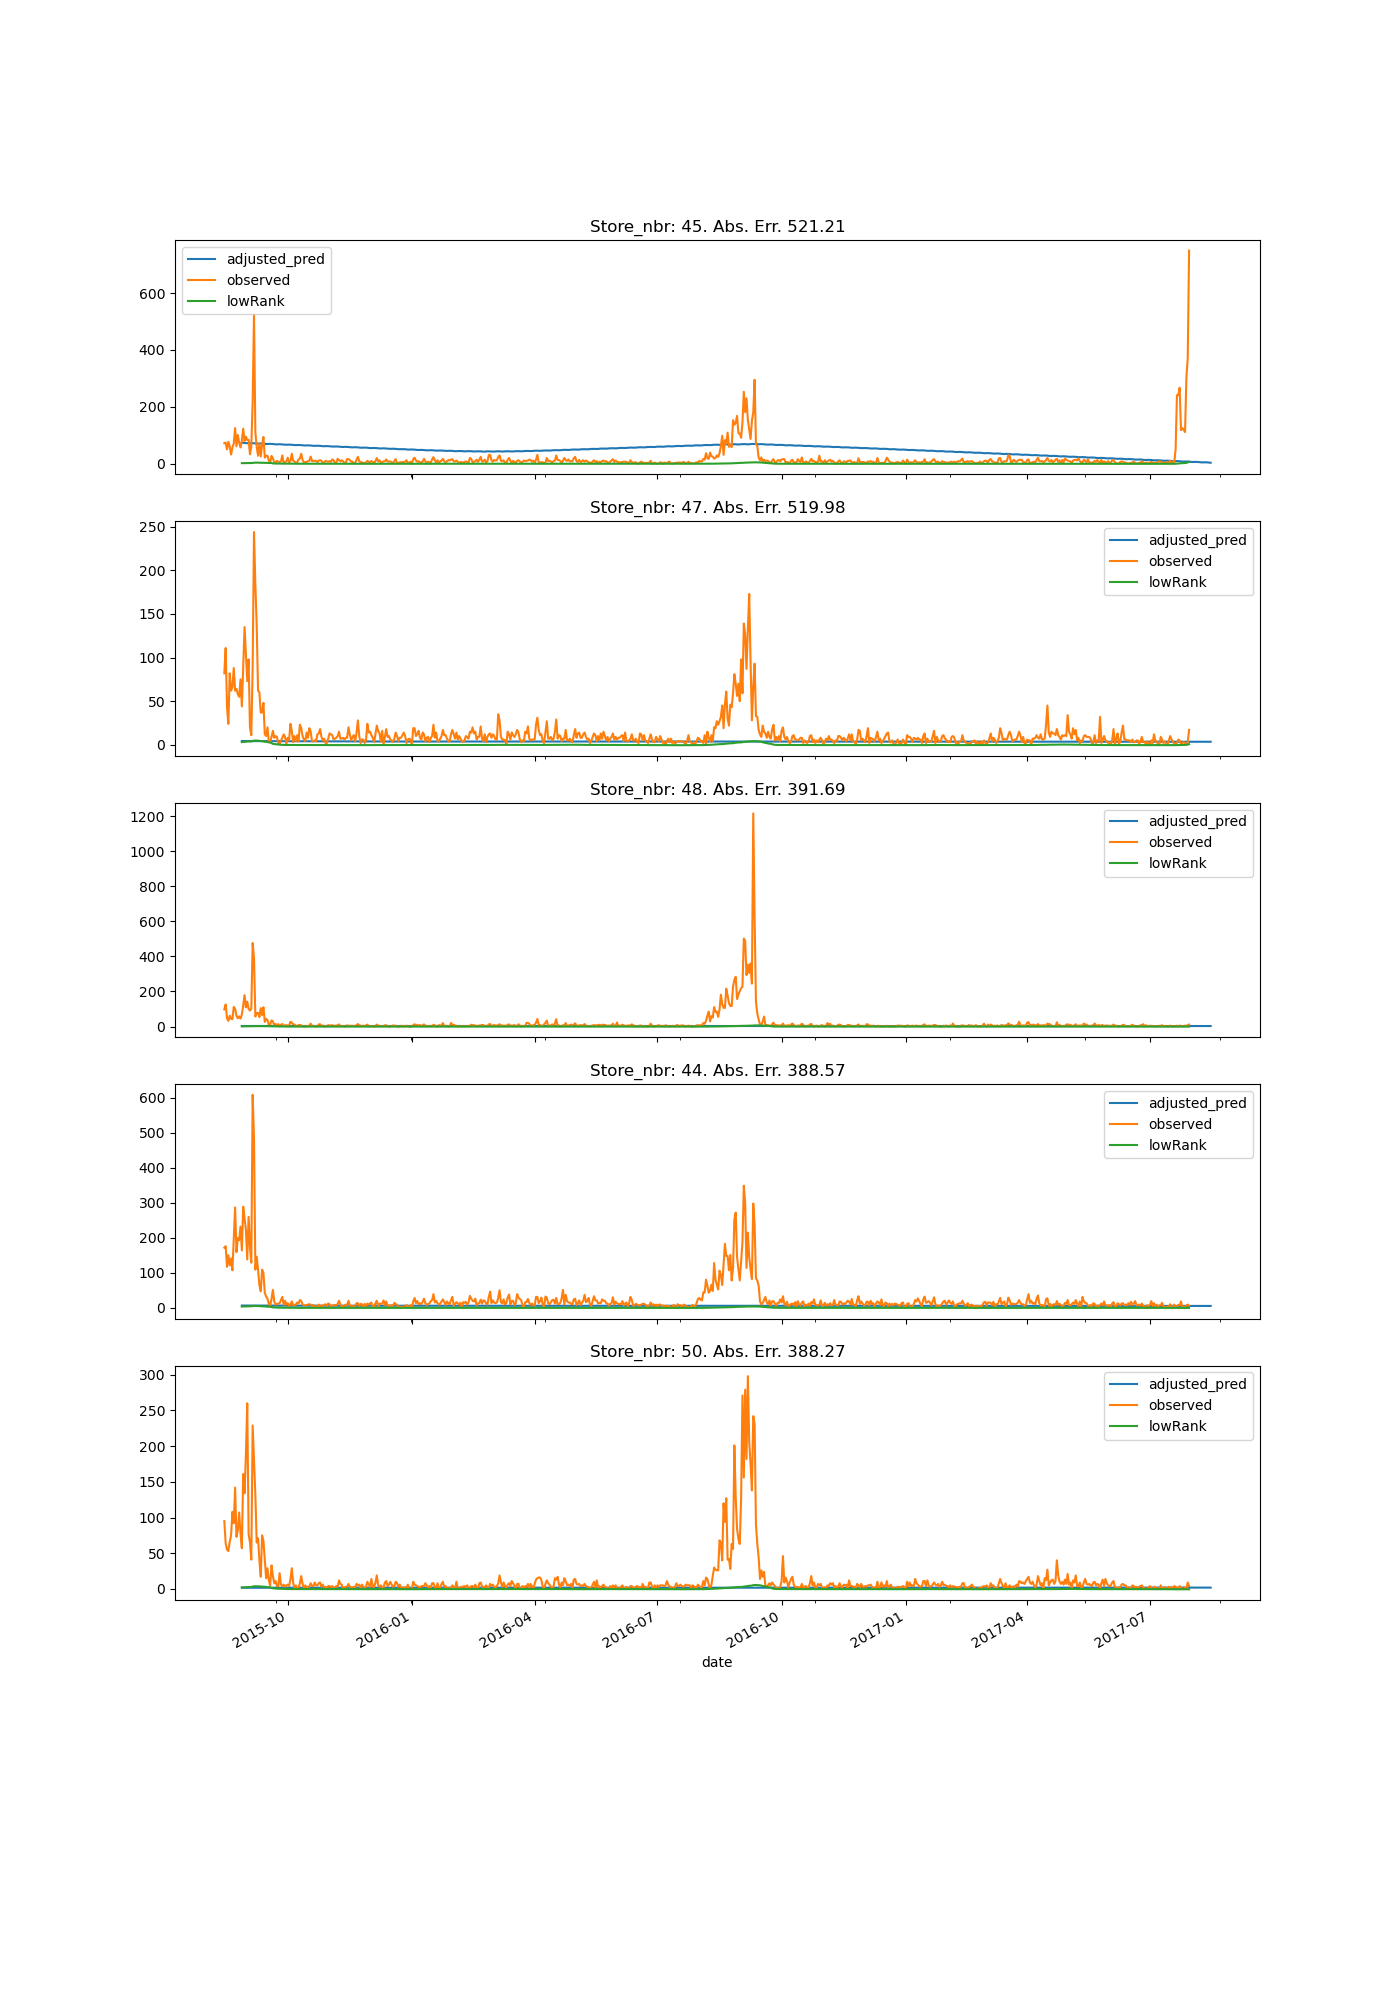 Store_nbr: 45. Abs. Err. 521.21
adjusted_pred
observed
lowRank
600
400
200
0
Store_nbr: 47. Abs. Err. 519.98
adjusted_pred
observed
lowRank
250
200
150
100
50
0
Store_nbr: 48. Abs. Err. 391.69
adjusted_pred
observed
lowRank
1200
1000
800
600
400
200
0
Store_nbr: 44. Abs. Err. 388.57
adjusted_pred
observed
lowRank
600
500
400
300
200
100
0
Store_nbr: 50. Abs. Err. 388.27
adjusted_pred
observed
lowRank
300
250
200
150
100
50
0
2015-10
2016-01
2016-04
2016-07
2016-10
2017-01
2017-04
2017-07
date